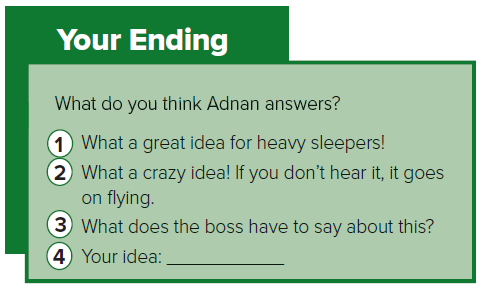 Your Ending
What do you think Adnan answers?
1 What a great idea for heavy sleepers!
2 What a crazy idea! If you don't hear it, it goes
on flying.
3 What does the boss have to say about this?
4 Your idea: ____________